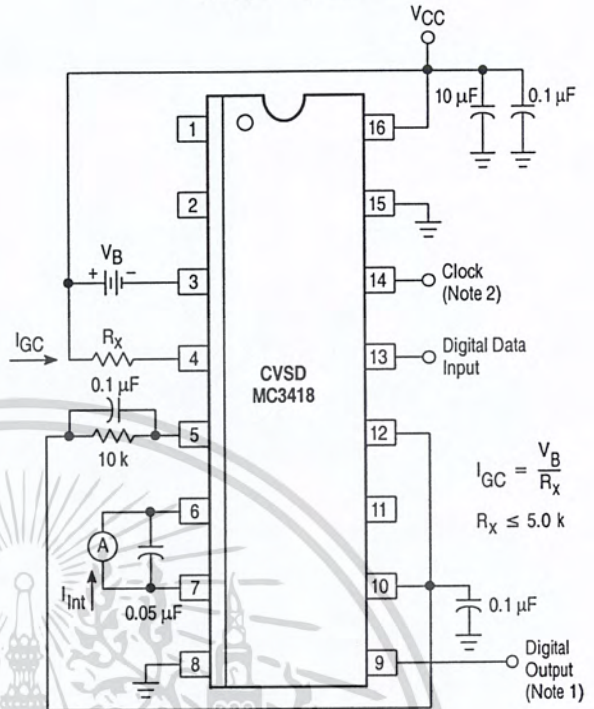 VCC
10 µF
0.1 µF
1
16
2
15
VB
+
−
3
14
Clock
(Note 2)
IGC
RX
4
13
Digital Data
Input
CVSD
MC3418
0.1 µF
5
12
10 k
IGC = VB
RX
RX ≤ 5.0 k
6
11
A
IInt
0.05 µF
7
10
0.1 µF
8
9
Digital
Output
(Note 1)